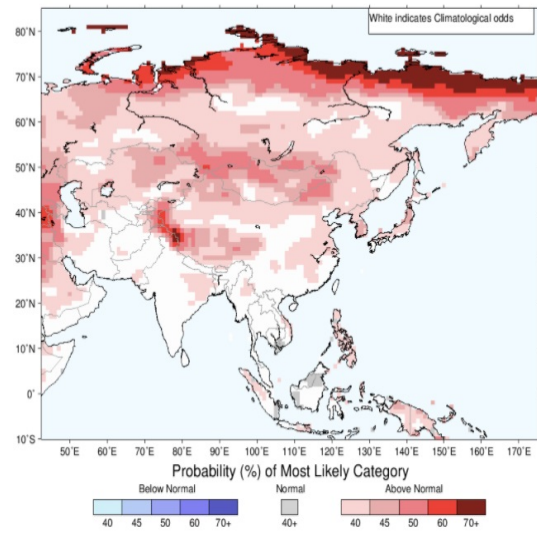 White indicates Climatological odds
80°N
70°N
60°N
50°N
40°N
30°N
20°N
10°N
0°
10°S
50°E 60°E 70°E 80°E 90°E 100°E 110°E 120°E 130°E 140°E 150°E 160°E 170°E
Probability (%) of Most Likely Category
Below Normal Normal Above Normal
40 45 50 60 70+ 40+ 40 45 50 60 70+